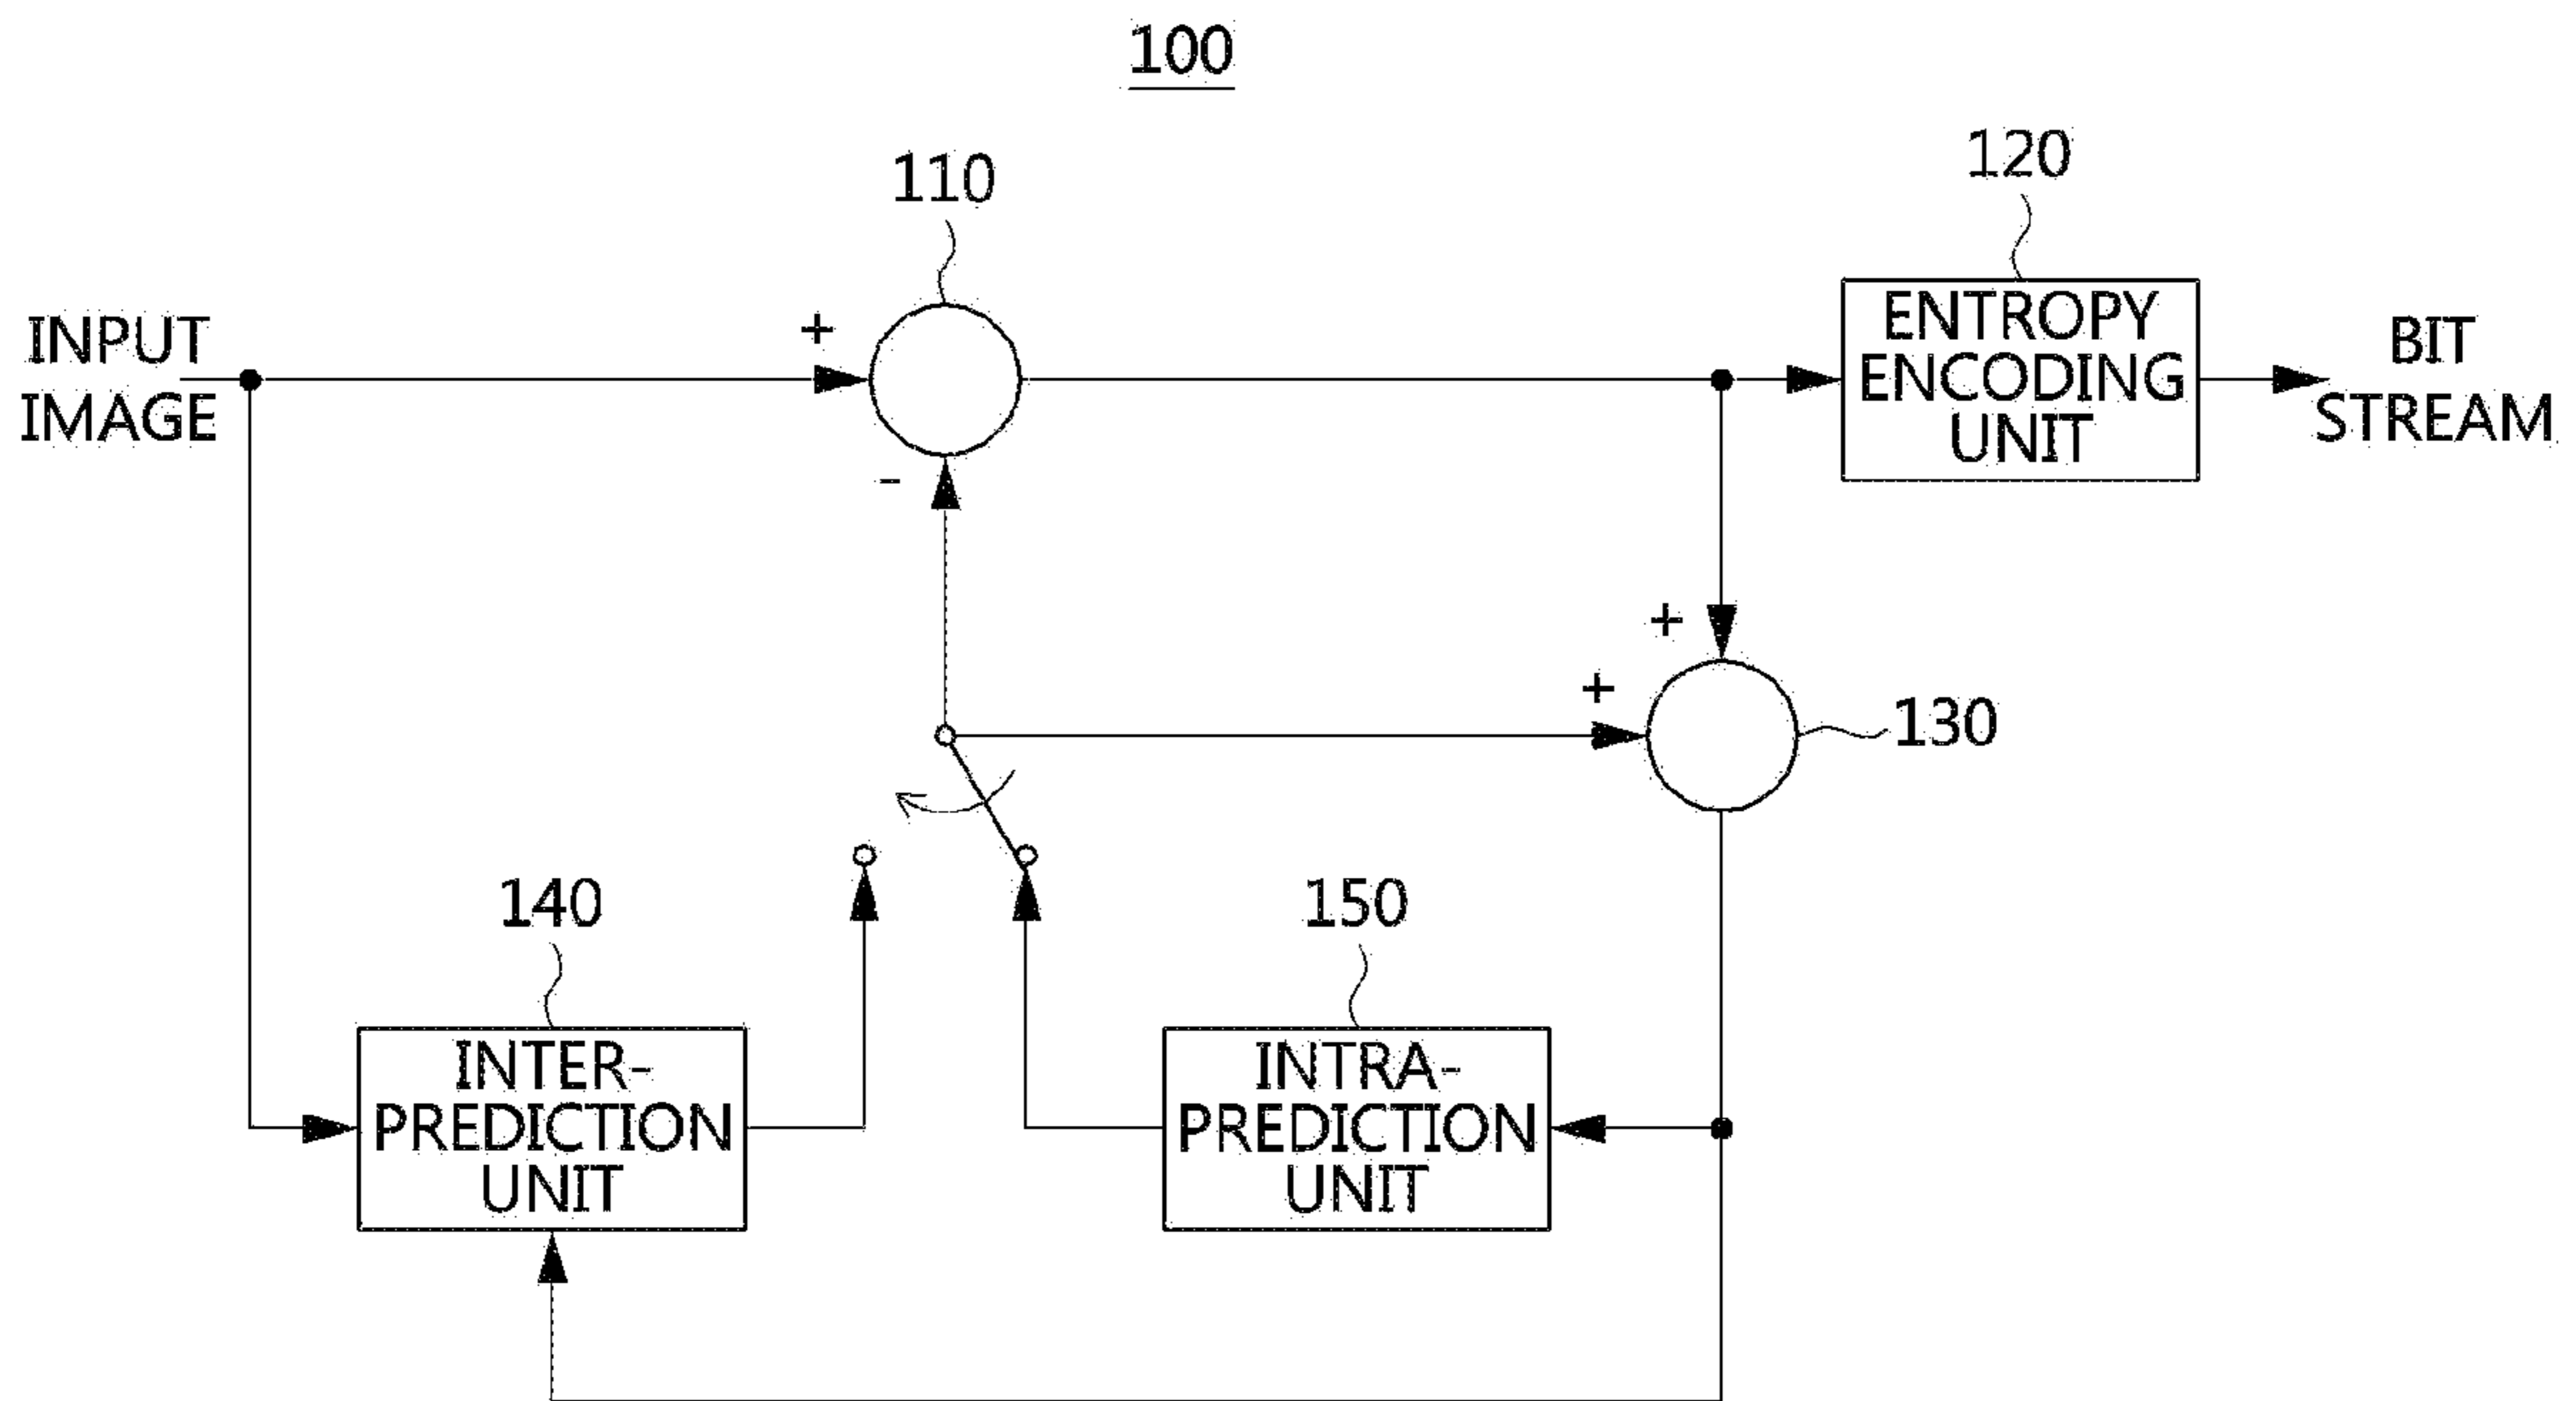 100
110
120
INPUT
IMAGE
+
-
ENTROPY
ENCODING
UNIT
BIT
STREAM
+
+
130
140
150
INTER-
PREDICTION
UNIT
INTRA-
PREDICTION
UNIT